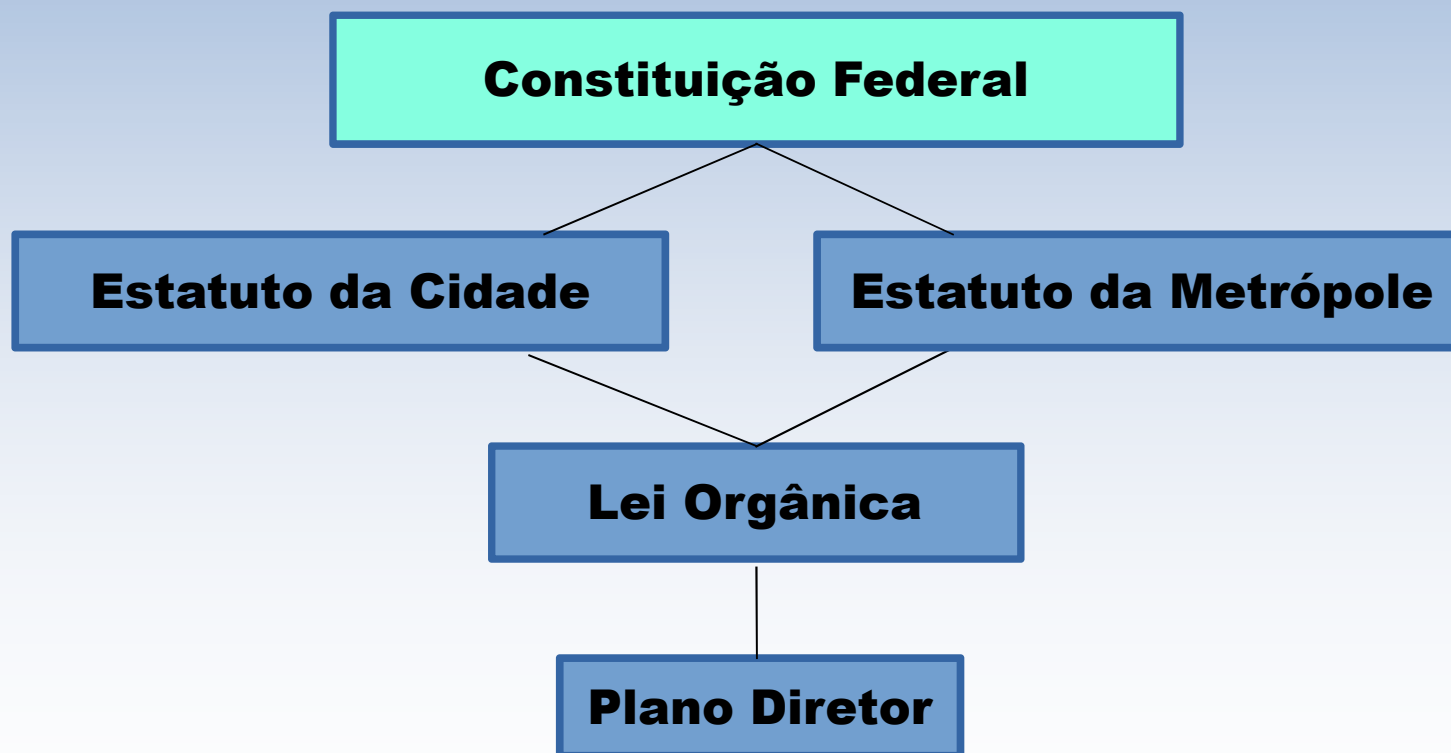 Constituição Federal
Estatuto da Cidade
Estatuto da Metrópole
Lei Orgânica
Plano Diretor